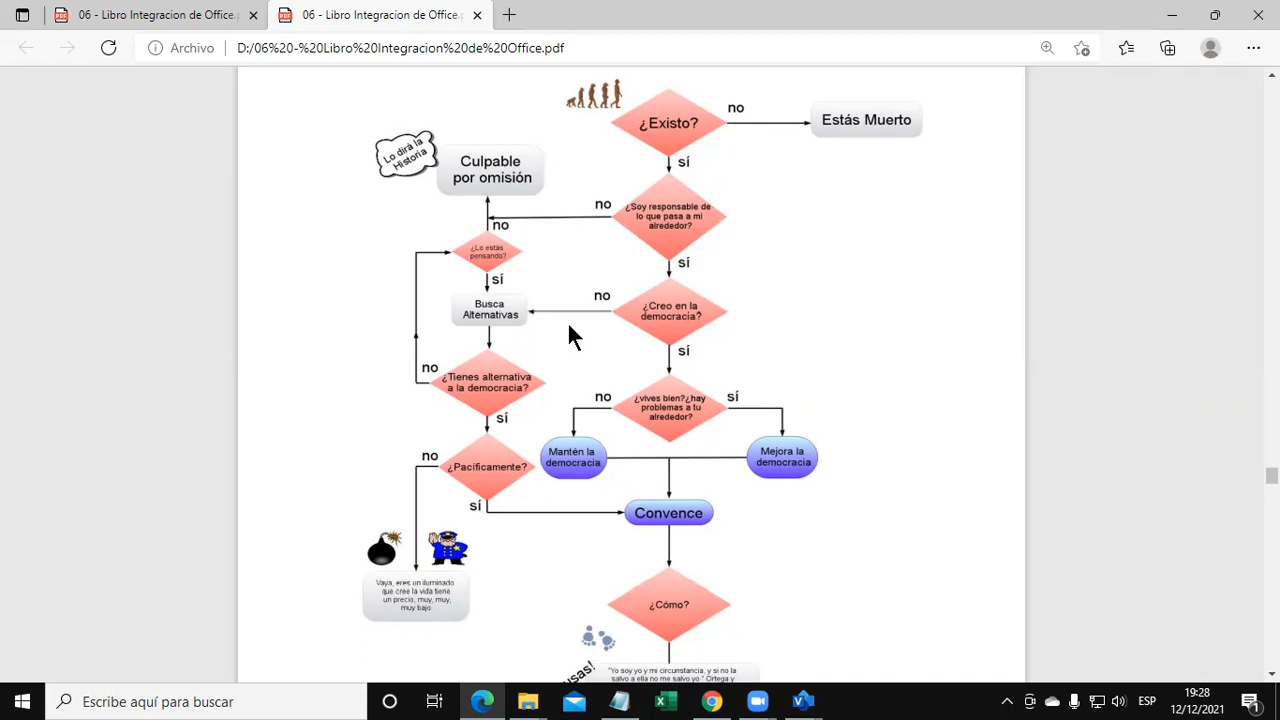 06 - Libro Integracion de Office.p
06 - Libro Integracion de Office.p
Archivo
D:/06%20-%20Libro%20Integracion%20de%20Office.pdf
¿Existo?
no
Estás Muerto
sí
Lo dirá la
Historia
Culpable
por omisión
¿Soy responsable de
lo que pasa a mi
alrededor?
no
no
¿Lo estás
pensando?
sí
sí
Busca
Alternativas
no
¿Creo en la
democracia?
sí
no
¿Tienes alternativa
a la democracia?
sí
no
¿vives bien?¿hay
problemas a tu
alrededor?
sí
Mantén la
democracia
Mejora la
democracia
no
¿Pacíficamente?
sí
Convence
Vaya, eres un iluminado
que cree la vida tiene
un precio, muy, muy,
muy bajo.
¿Cómo?
usas!
"Yo soy yo y mi circunstancia, y si no la
salvo a ella no me salvo yo." Ortega y
Escribe aquí para buscar
ESP
19:28
12/12/2021
1